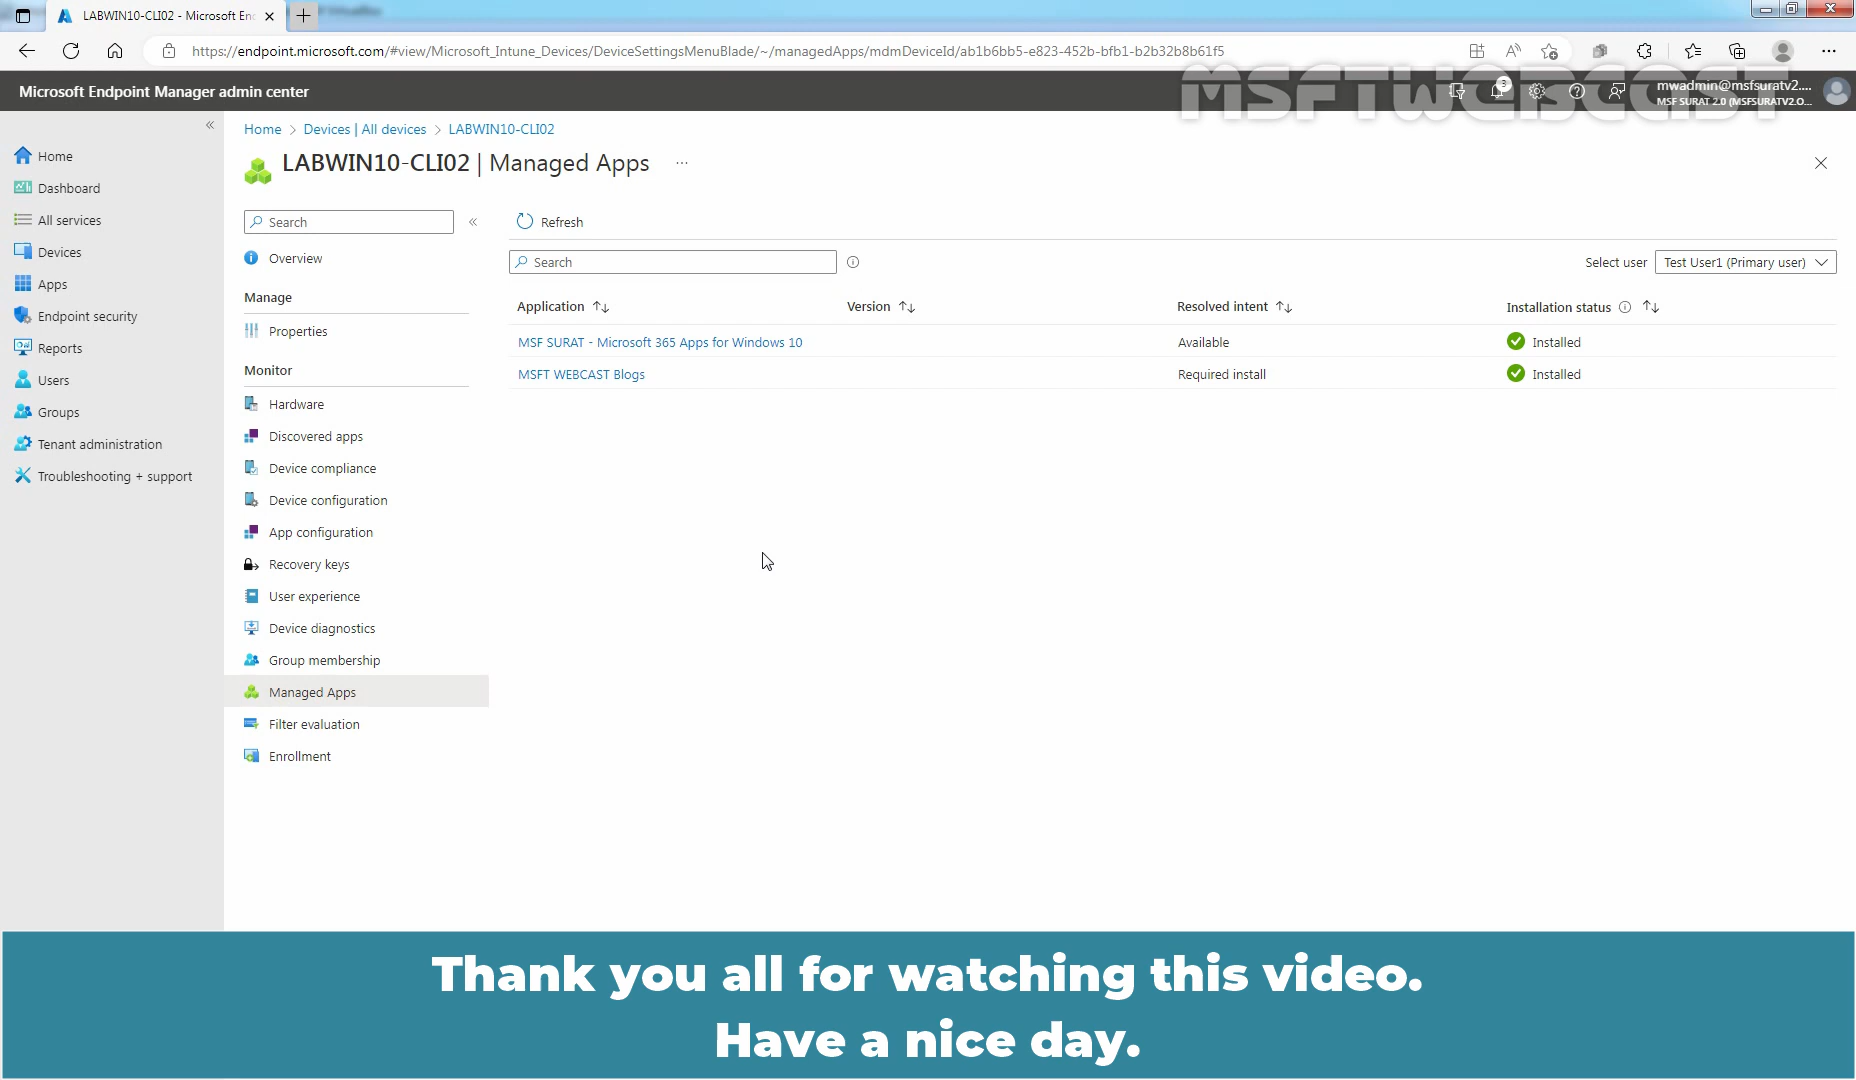 LABWIN10-CLI02 - Microsoft En
https://endpoint.microsoft.com/#view/Microsoft_Intune_Devices/DeviceSettingsMenuBlade/~/managedApps/mdmDeviceId/ab1b6bb5-e823-452b-bfb1-b2b32b8b61f5
MSFTWEBCAST
Microsoft Endpoint Manager admin center
3
mwadmin@msfsuratv2....
MSF SURAT 2.0 (MSFSURATV2.O...
Home > Devices | All devices > LABWIN10-CLI02
LABWIN10-CLI02 | Managed Apps ...
Home
Dashboard
All services
Devices
Apps
Endpoint security
Reports
Users
Groups
Tenant administration
Troubleshooting + support
Search
Overview
Manage
Properties
Monitor
Hardware
Discovered apps
Device compliance
Device configuration
App configuration
Recovery keys
User experience
Device diagnostics
Group membership
Managed Apps
Filter evaluation
Enrollment
Refresh
Search
Select user Test User1 (Primary user)
Application Version Resolved intent Installation status
MSF SURAT - Microsoft 365 Apps for Windows 10 Available Installed
MSFT WEBCAST Blogs Required install Installed
Thank you all for watching this video.
Have a nice day.